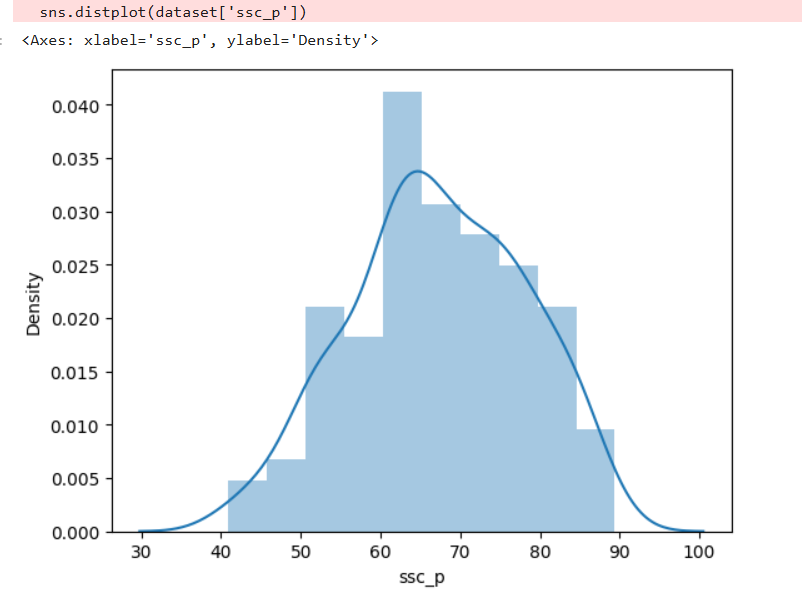 sns.distplot(dataset['ssc_p'])
<Axes: xlabel='ssc_p', ylabel='Density'>
0.040
0.035
0.030
0.025
0.020
0.015
0.010
0.005
0.000
Density
30 40 50 60 70 80 90 100
ssc_p